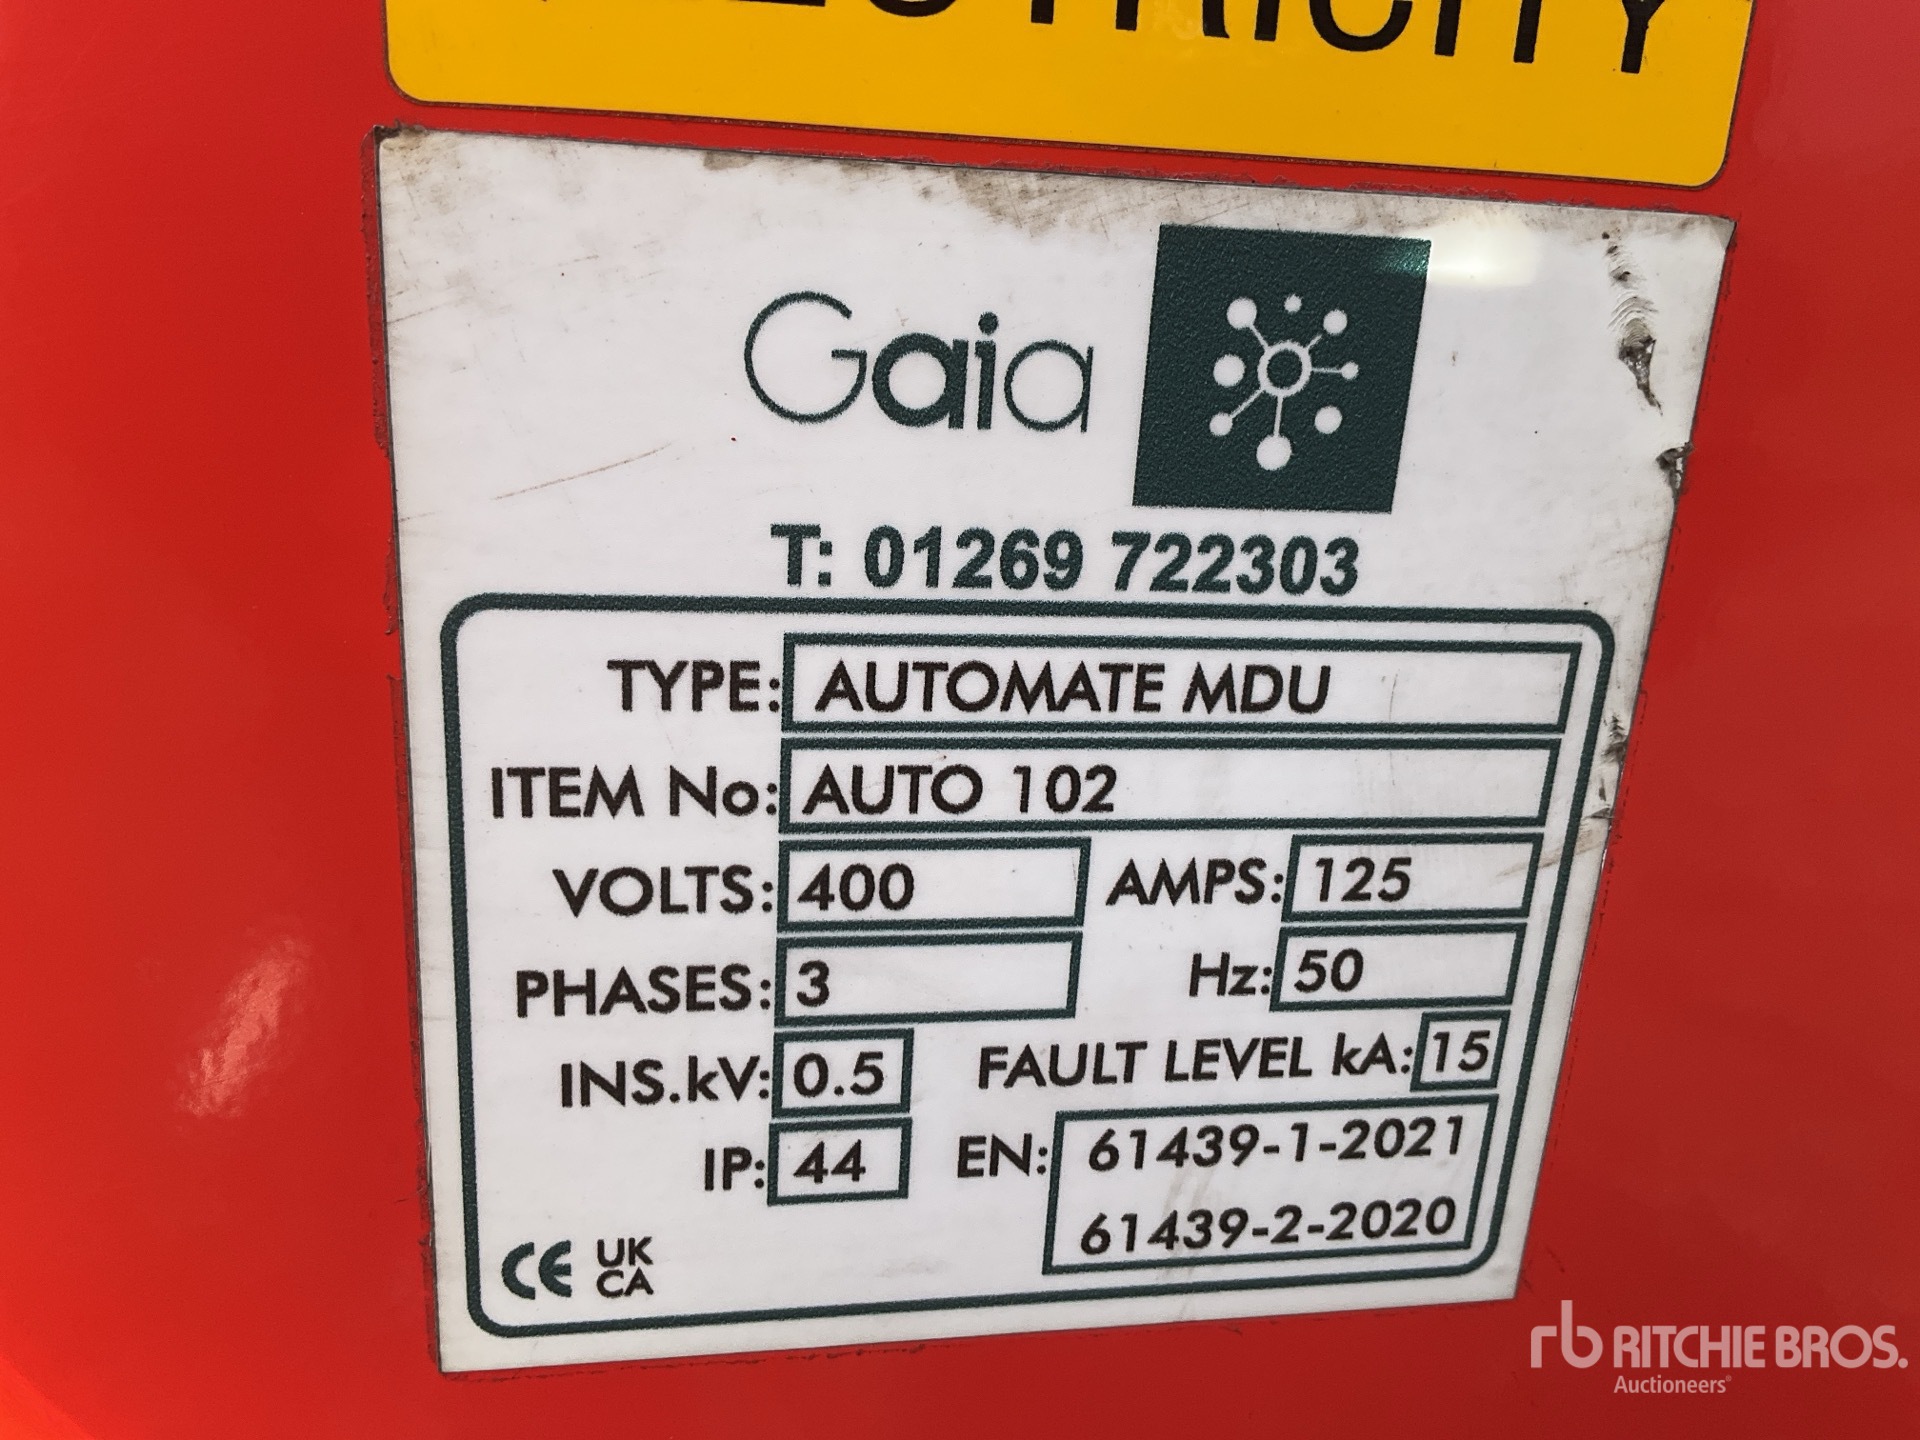 ELECTRICITY
Gaia
T: 01269 722303
TYPE: AUTOMATE MDU
ITEM No: AUTO 102
VOLTS: 400 AMPS: 125
PHASES: 3 Hz: 50
INS.kV: 0.5 FAULT LEVEL kA: 15
IP: 44 EN: 61439-1-2021
61439-2-2020
CE UK
CA
rb RITCHIE BROS.
Auctioneers